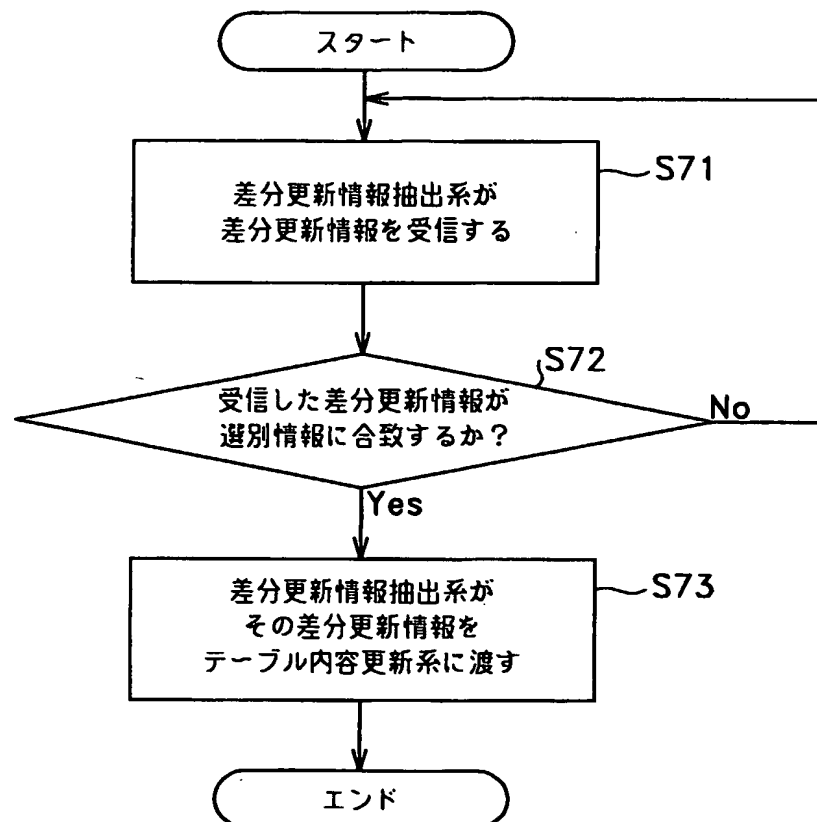 スタート
差分更新情報抽出系が
差分更新情報を受信する
S71
受信した差分更新情報が
選別情報に合致するか?
S72
No
Yes
差分更新情報抽出系が
その差分更新情報を
テーブル内容更新系に渡す
S73
エンド